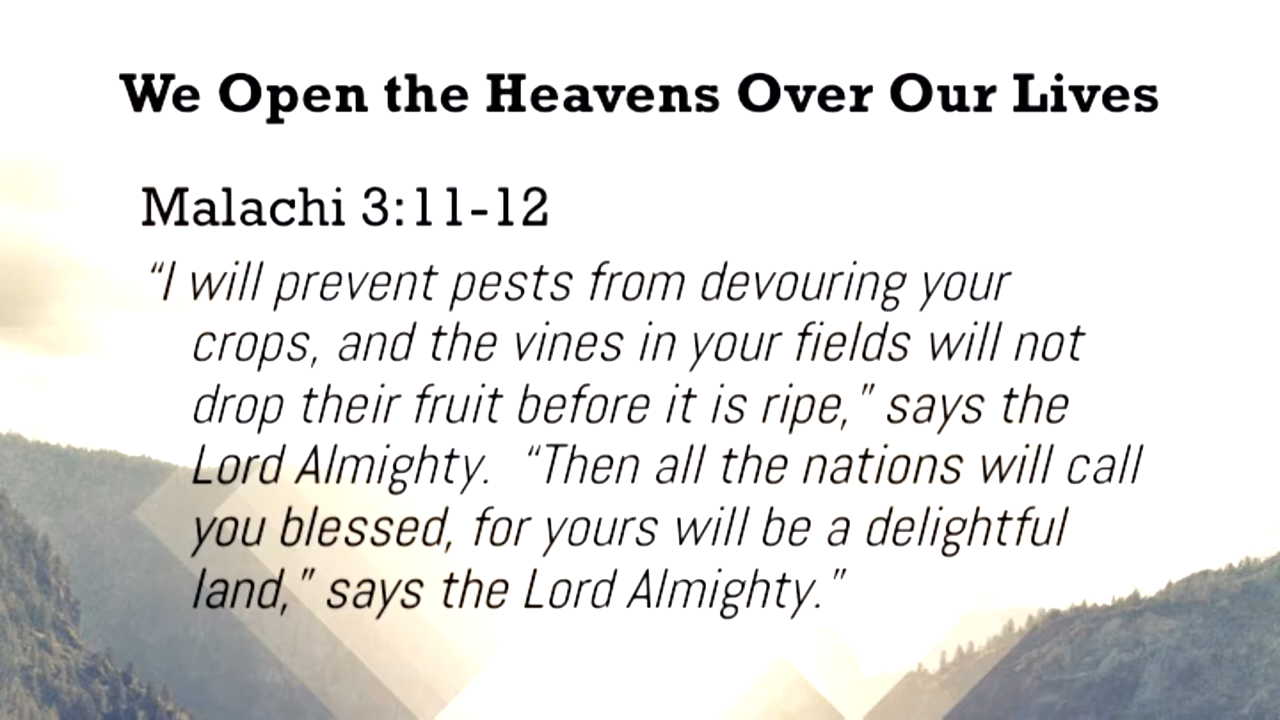 We Open the Heavens Over Our Lives
Malachi 3:11-12
“I will prevent pests from devouring your
crops, and the vines in your fields will not
drop their fruit before it is ripe,” says the
Lord Almighty.  “Then all the nations will call
you blessed, for yours will be a delightful
land,” says the Lord Almighty.”